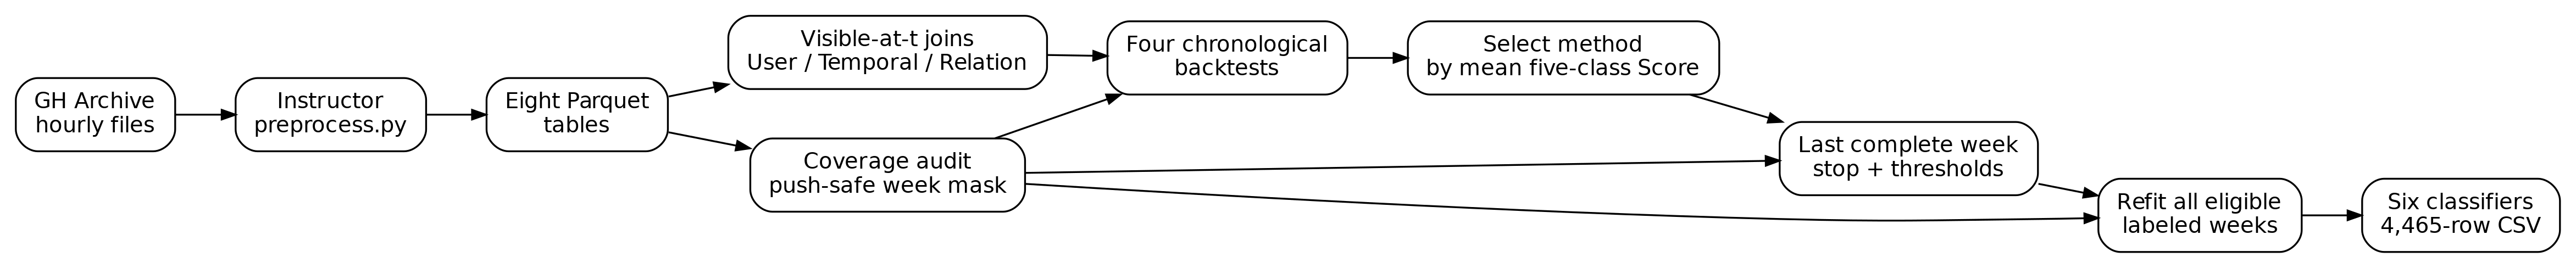 GH Archive
hourly files
Instructor
preprocess.py
Eight Parquet
tables
Visible-at-t joins
User / Temporal / Relation
Coverage audit
push-safe week mask
Four chronological
backtests
Select method
by mean five-class Score
Last complete week
stop + thresholds
Refit all eligible
labeled weeks
Six classifiers
4,465-row CSV